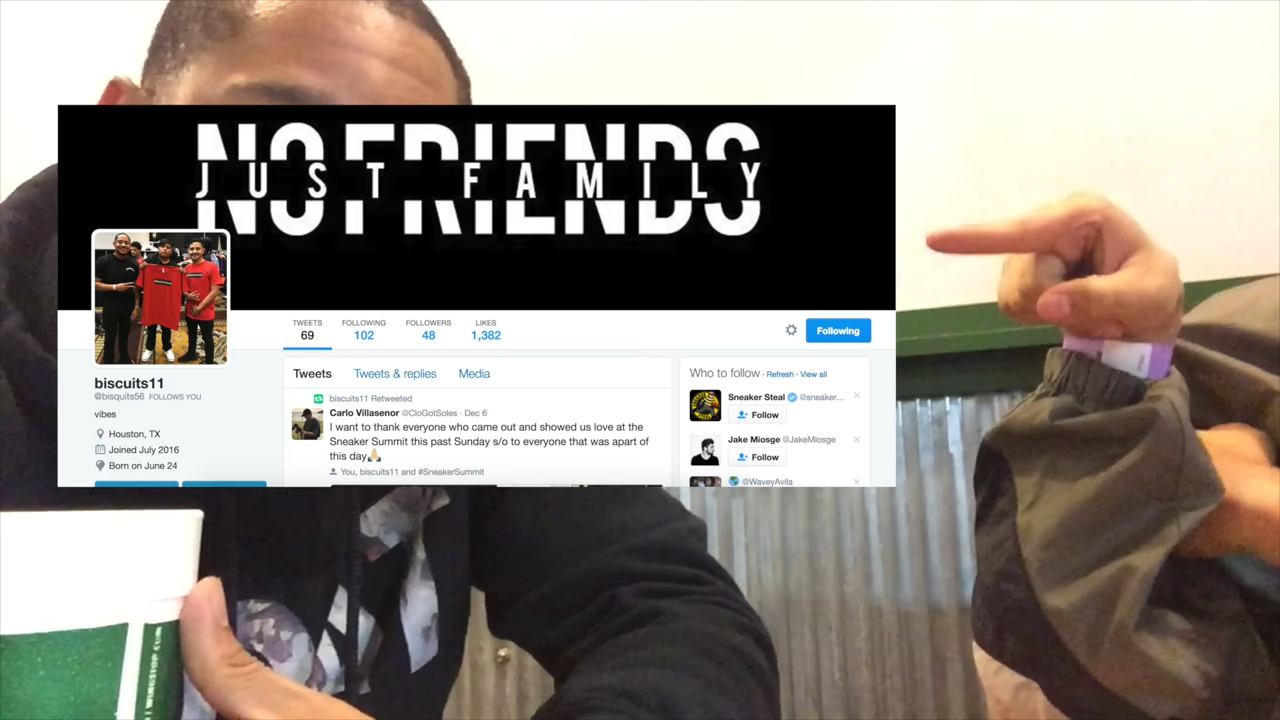 NO FRIENDS
JUST FAMILY
TWEETS
69
FOLLOWING
102
FOLLOWERS
48
LIKES
1,382
Following
biscuits11
@bisquits56 FOLLOWS YOU
vibes
Houston, TX
Joined July 2016
Born on June 24
Tweets
Tweets & replies
Media
biscuits11 Retweeted
Carlo Villasenor @CloGotSoles · Dec 6
I want to thank everyone who came out and showed us love at the
Sneaker Summit this past Sunday s/o to everyone that was apart of
this day🙏🏼
You, biscuits11 and #SneakerSummit
Who to follow · Refresh · View all
Sneaker Steal @sneaker...
Follow
Jake Miosge @JakeMiosge
Follow
@WaveyAvila
WINGSTOP.COM